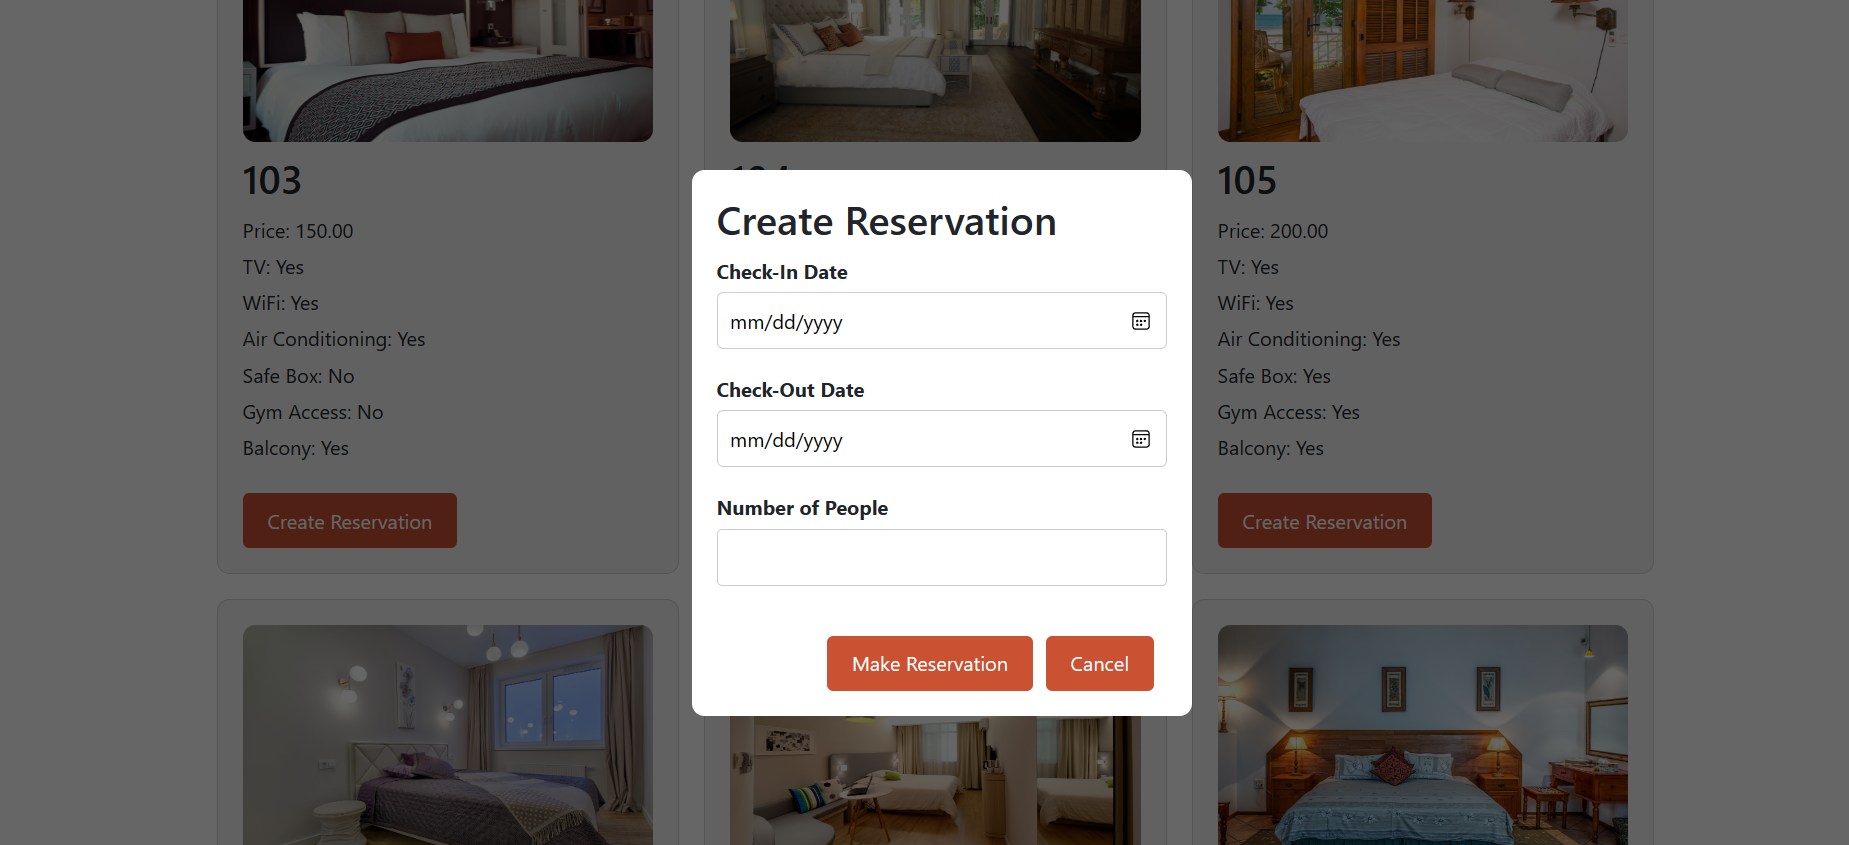 103
Price: 150.00
TV: Yes
WiFi: Yes
Air Conditioning: Yes
Safe Box: No
Gym Access: No
Balcony: Yes
Create Reservation
Create Reservation
Check-In Date
mm/dd/yyyy
Check-Out Date
mm/dd/yyyy
Number of People
Make Reservation
Cancel
105
Price: 200.00
TV: Yes
WiFi: Yes
Air Conditioning: Yes
Safe Box: Yes
Gym Access: Yes
Balcony: Yes
Create Reservation